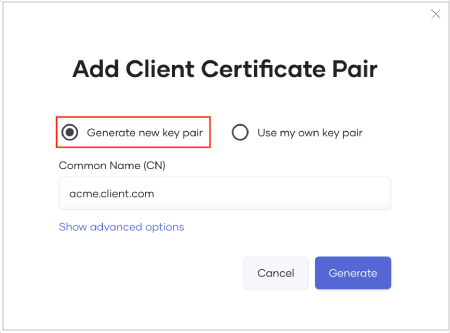 Add Client Certificate Pair
Generate new key pair Use my own key pair
Common Name (CN)
acme.client.com
Show advanced options
Cancel Generate